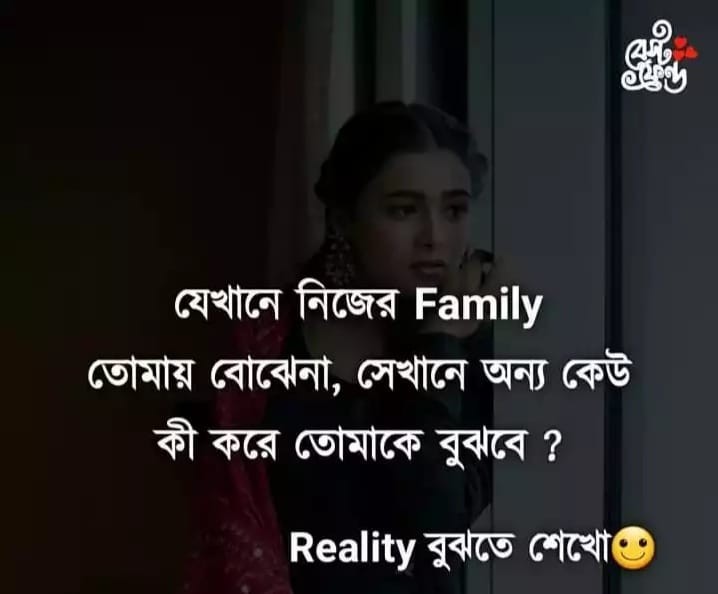 বেস্ট
ফ্রেন্ড
যেখানে নিজের Family
তোমায় বোঝেনা, সেখানে অন্য কেউ
কী করে তোমাকে বুঝবে ?
Reality বুঝতে শেখো🙂